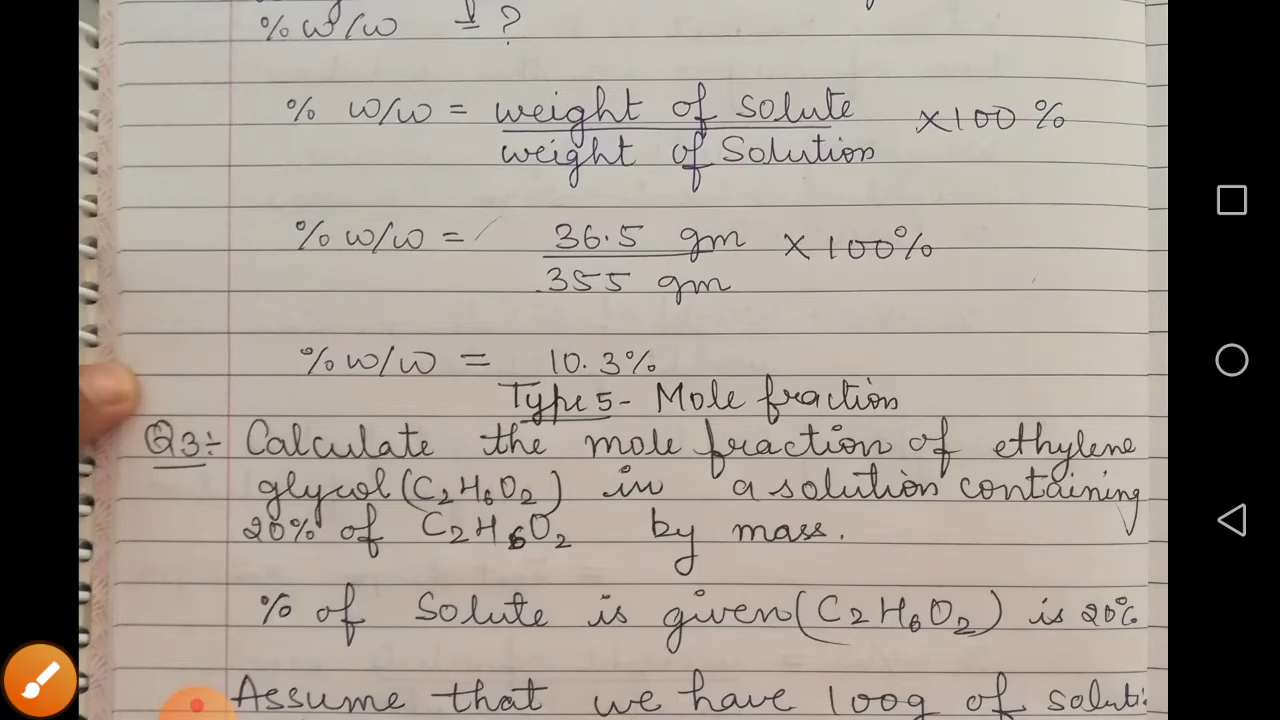 % w/w = ?
% w/w = weight of solute × 100 %
weight of Solution
% w/w = 36.5 gm × 100%
355 gm
% w/w = 10.3%
Type 5- Mole fraction
Q3:- Calculate the mole fraction of ethylene
glycol (C2H6O2) in a solution containing
20% of C2H6O2 by mass.
% of Solute is given (C2H6O2) is 20%
Assume that we have 100g of soluti